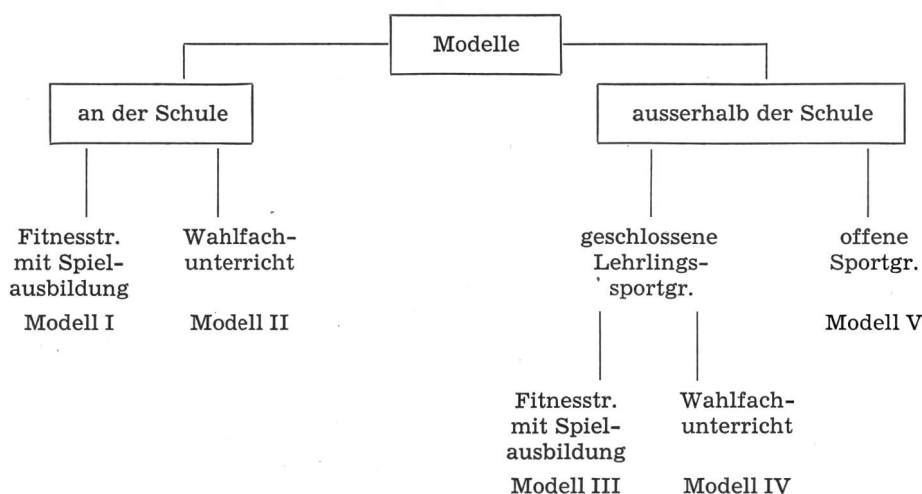 Modelle
an der Schule
ausserhalb der Schule
Fitnesstr.
mit Spiel-
ausbildung
Modell I
Wahlfach-
unterricht
Modell II
geschlossene
Lehrlings-
sportgr.
offene
Sportgr.
Modell V
Fitnesstr.
mit Spiel-
ausbildung
Modell III
Wahlfach-
unterricht
Modell IV